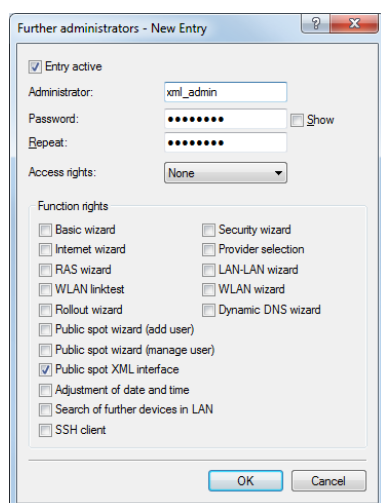 Further administrators - New Entry
Entry active
Administrator: xml_admin
Password: ●●●●●●●● Show
Repeat: ●●●●●●●●
Access rights: None
Function rights
Basic wizard Security wizard
Internet wizard Provider selection
RAS wizard LAN-LAN wizard
WLAN linktest WLAN wizard
Rollout wizard Dynamic DNS wizard
Public spot wizard (add user)
Public spot wizard (manage user)
Public spot XML interface
Adjustment of date and time
Search of further devices in LAN
SSH client
OK Cancel